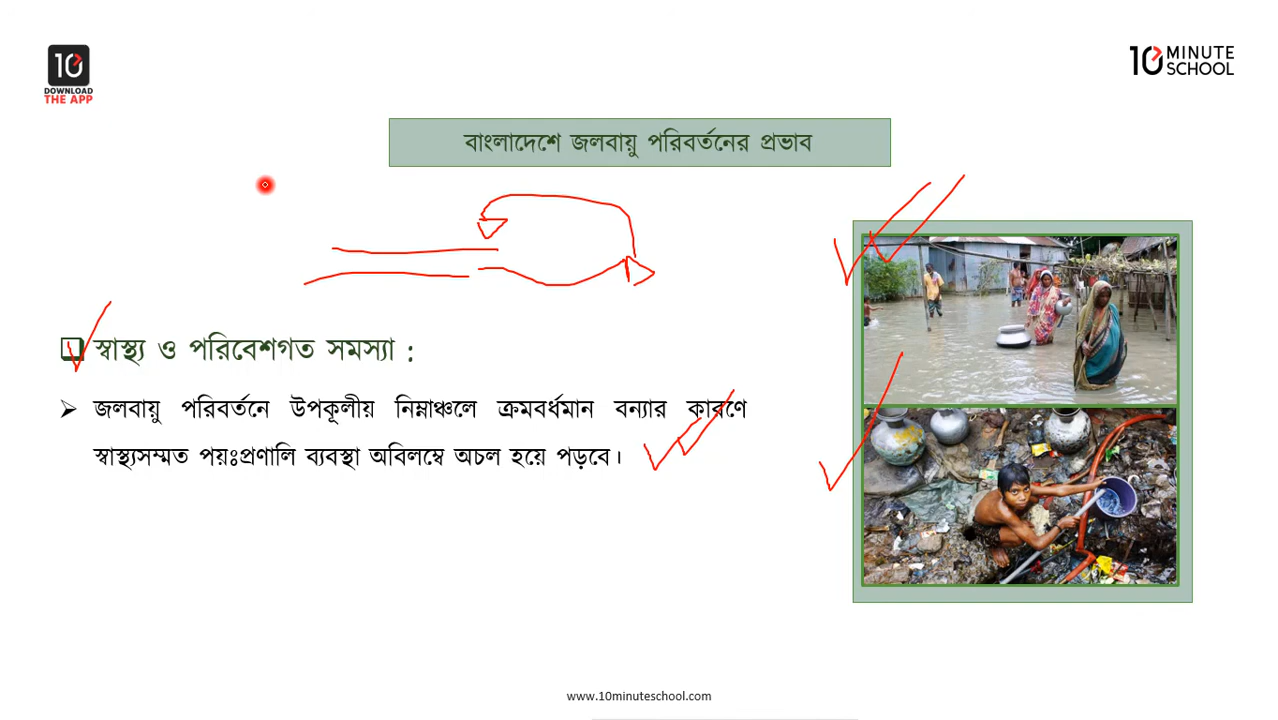 10
DOWNLOAD
THE APP
10 MINUTE
SCHOOL
বাংলাদেশে জলবায়ু পরিবর্তনের প্রভাব
স্বাস্থ্য ও পরিবেশগত সমস্যা :
জলবায়ু পরিবর্তনে উপকূলীয় নিম্নাঞ্চলে ক্রমবর্ধমান বন্যার কারণে
স্বাস্থ্যসম্মত পয়ঃপ্রণালি ব্যবস্থা অবিলম্বে অচল হয়ে পড়বে।
www.10minuteschool.com